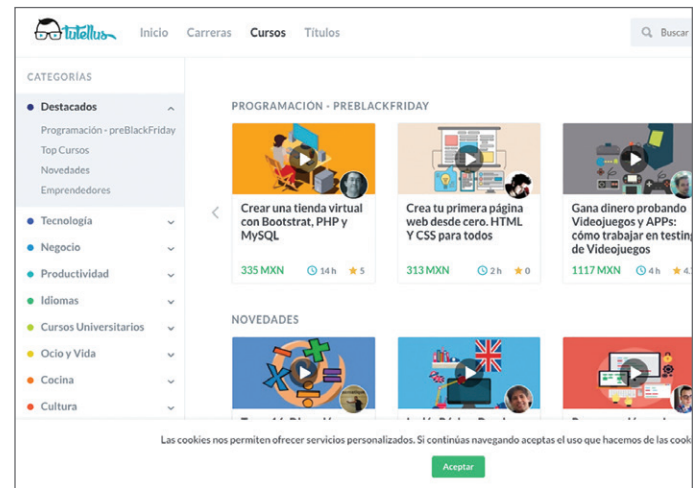 tutellus
Inicio Carreras Cursos Títulos
Buscar
CATEGORÍAS
Destacados
Programación - preBlackFriday
Top Cursos
Novedades
Emprendedores
Tecnología
Negocio
Productividad
Idiomas
Cursos Universitarios
Ocio y Vida
Cocina
Cultura
PROGRAMACIÓN - PREBLACKFRIDAY
Crear una tienda virtual
con Bootstrat, PHP y
MySQL
335 MXN 14 h 5
Crea tu primera página
web desde cero. HTML
Y CSS para todos
313 MXN 2 h 0
Gana dinero probando
Videojuegos y APPs:
cómo trabajar en testing
de Videojuegos
1117 MXN 4 h
NOVEDADES
Las cookies nos permiten ofrecer servicios personalizados. Si continúas navegando aceptas el uso que hacemos de las
Aceptar